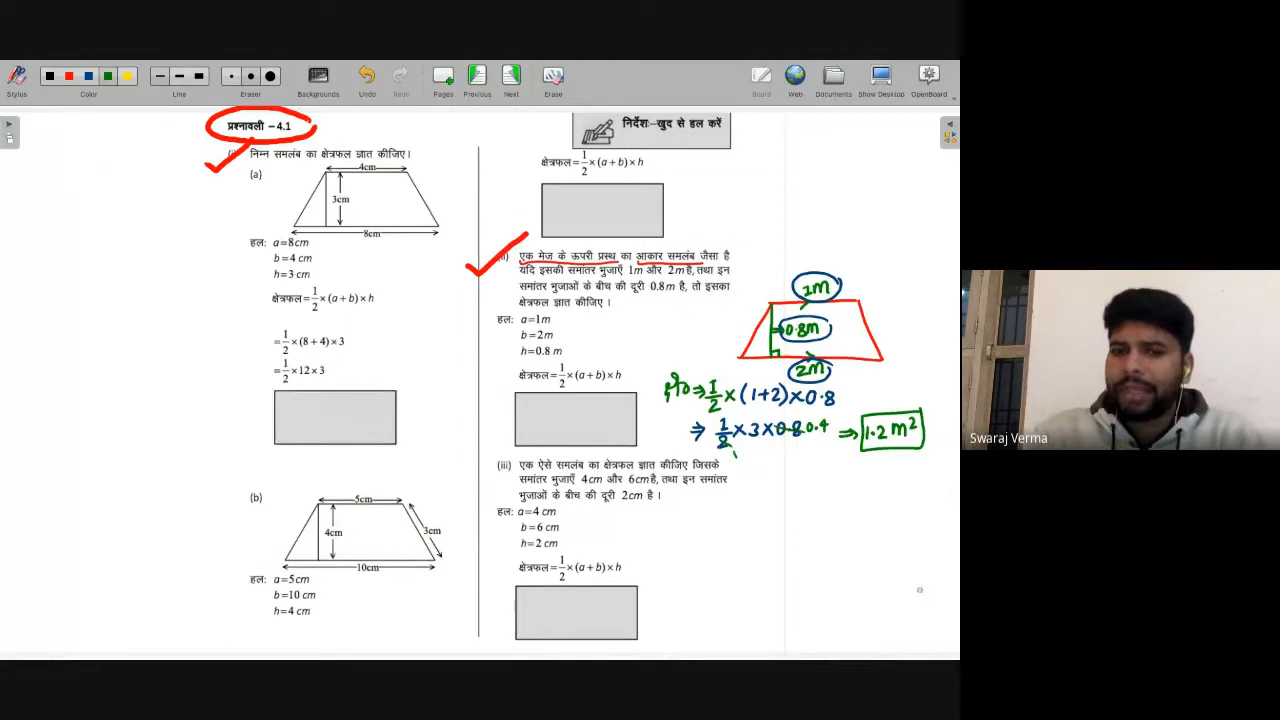 Stylus
Color
Line
Eraser
Backgrounds
Undo
Redo
Pages
Previous
Next
Erase
Board
Web
Documents
Show Desktop
OpenBoard
प्रश्नावली – 4.1
निम्न समलंब का क्षेत्रफल ज्ञात कीजिए।
(a)
4cm
3cm
8cm
हल: a=8cm
b=4 cm
h=3 cm
क्षेत्रफल=1/2×(a+b)×h
=1/2×(8+4)×3
=1/2×12×3
(b)
5cm
4cm
3cm
10cm
हल: a=5cm
b=10 cm
h=4 cm
निर्देश:–खुद से हल करें
क्षेत्रफल=1/2×(a+b)×h
एक मेज के ऊपरी प्रस्थ का आकार समलंब जैसा है
यदि इसकी समांतर भुजाएँ 1m और 2m है, तथा इन
समांतर भुजाओं के बीच की दूरी 0.8m है, तो इसका
क्षेत्रफल ज्ञात कीजिए।
हल: a=1m
b=2m
h=0.8 m
क्षेत्रफल=1/2×(a+b)×h
(iii) एक ऐसे समलंब का क्षेत्रफल ज्ञात कीजिए जिसके
समांतर भुजाएँ 4cm और 6cm है, तथा इन समांतर
भुजाओं के बीच की दूरी 2cm है।
हल: a=4 cm
b=6 cm
h=2 cm
क्षेत्रफल=1/2×(a+b)×h
0.8m
2m
⇒ 1/2 × (1+2) × 0.8
⇒ 1/2 × 3 × 0.8 0.4 ⇒ 1.2 m²
Swaraj Verma